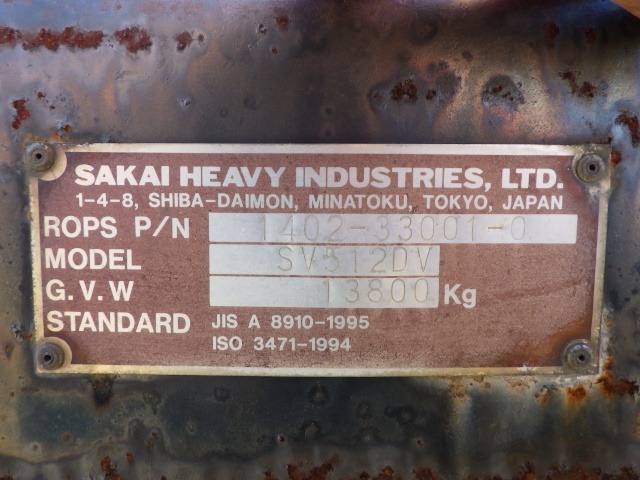 SAKAI HEAVY INDUSTRIES, LTD.
1-4-8, SHIBA-DAIMON, MINATOKU, TOKYO, JAPAN
ROPS P/N 1402-33001-0
MODEL SV512DV
G.V.W 13800 Kg
STANDARD JIS A 8910-1995
ISO 3471-1994